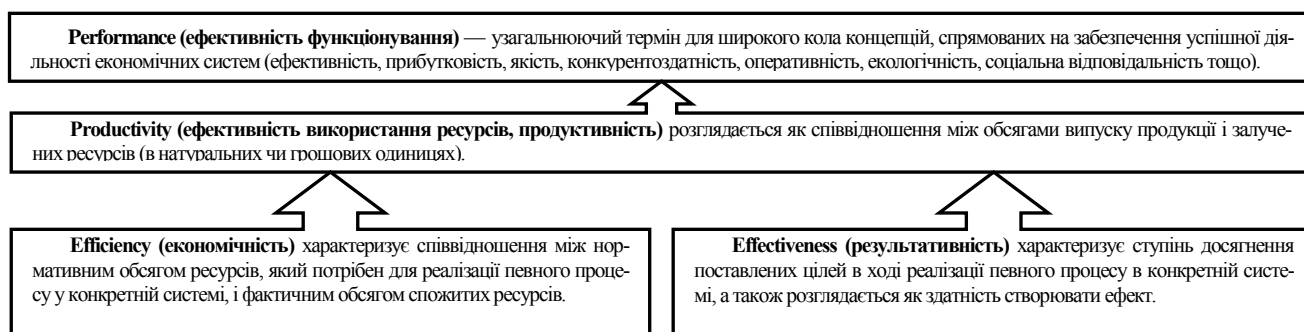 Performance (ефективність функціонування) — узагальнюючий термін для широкого кола концепцій, спрямованих на забезпечення успішної дія-
льності економічних систем (ефективність, прибутковість, якість, конкурентоздатність, оперативність, екологічність, соціальна відповідальність тощо).
Productivity (ефективність використання ресурсів, продуктивність) розглядається як співвідношення між обсягами випуску продукції і залуче-
них ресурсів (в натуральних чи грошових одиницях).
Efficiency (економічність) характеризує співвідношення між нор-
мативним обсягом ресурсів, який потрібен для реалізації певного проце-
су у конкретній системі, і фактичним обсягом спожитих ресурсів.
Effectiveness (результативність) характеризує ступінь досягнення
поставлених цілей в ході реалізації певного процесу в конкретній систе-
мі, а також розглядається як здатність створювати ефект.